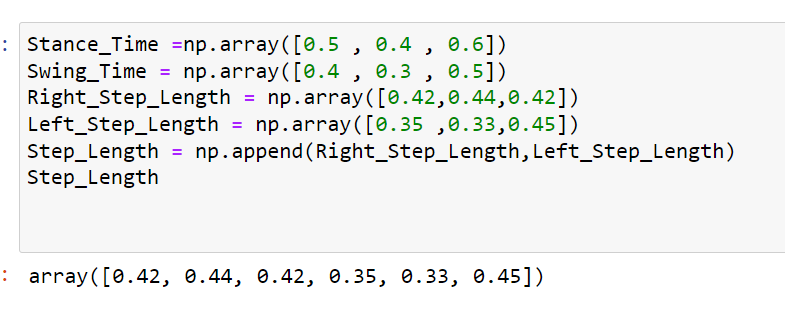 : Stance_Time =np.array([0.5 , 0.4 , 0.6])
Swing_Time = np.array([0.4 , 0.3 , 0.5])
Right_Step_Length = np.array([0.42,0.44,0.42])
Left_Step_Length = np.array([0.35 ,0.33,0.45])
Step_Length = np.append(Right_Step_Length,Left_Step_Length)
Step_Length
: array([0.42, 0.44, 0.42, 0.35, 0.33, 0.45])